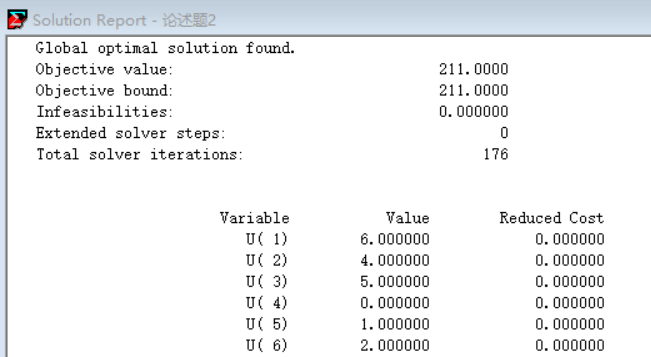 Solution Report - 论述题2
Global optimal solution found.
Objective value: 211.0000
Objective bound: 211.0000
Infeasibilities: 0.000000
Extended solver steps: 0
Total solver iterations: 176
Variable Value Reduced Cost
U( 1) 6.000000 0.000000
U( 2) 4.000000 0.000000
U( 3) 5.000000 0.000000
U( 4) 0.000000 0.000000
U( 5) 1.000000 0.000000
U( 6) 2.000000 0.000000